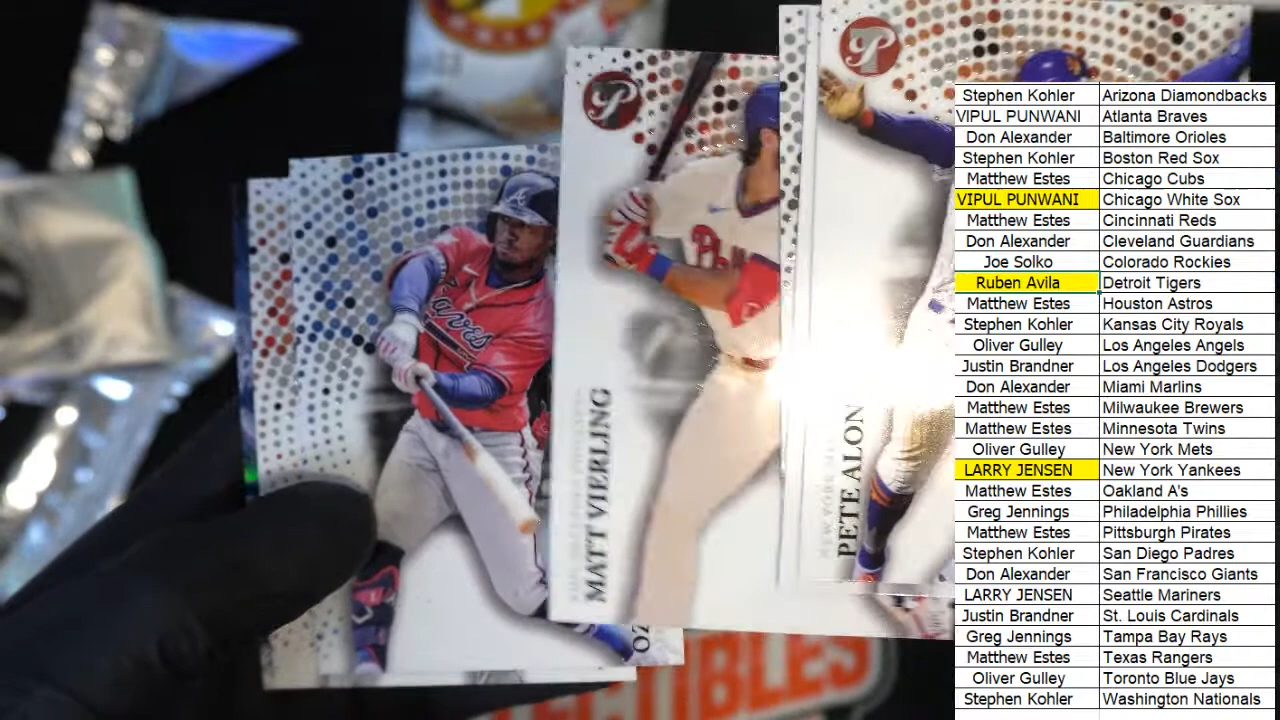 P
P
Braves
MATT VIERLING
PETE ALON
OZ
TIBLES
Stephen Kohler Arizona Diamondbacks
VIPUL PUNWANI Atlanta Braves
Don Alexander Baltimore Orioles
Stephen Kohler Boston Red Sox
Matthew Estes Chicago Cubs
VIPUL PUNWANI Chicago White Sox
Matthew Estes Cincinnati Reds
Don Alexander Cleveland Guardians
Joe Solko Colorado Rockies
Ruben Avila Detroit Tigers
Matthew Estes Houston Astros
Stephen Kohler Kansas City Royals
Oliver Gulley Los Angeles Angels
Justin Brandner Los Angeles Dodgers
Don Alexander Miami Marlins
Matthew Estes Milwaukee Brewers
Matthew Estes Minnesota Twins
Oliver Gulley New York Mets
LARRY JENSEN New York Yankees
Matthew Estes Oakland A's
Greg Jennings Philadelphia Phillies
Matthew Estes Pittsburgh Pirates
Stephen Kohler San Diego Padres
Don Alexander San Francisco Giants
LARRY JENSEN Seattle Mariners
Justin Brandner St. Louis Cardinals
Greg Jennings Tampa Bay Rays
Matthew Estes Texas Rangers
Oliver Gulley Toronto Blue Jays
Stephen Kohler Washington Nationals